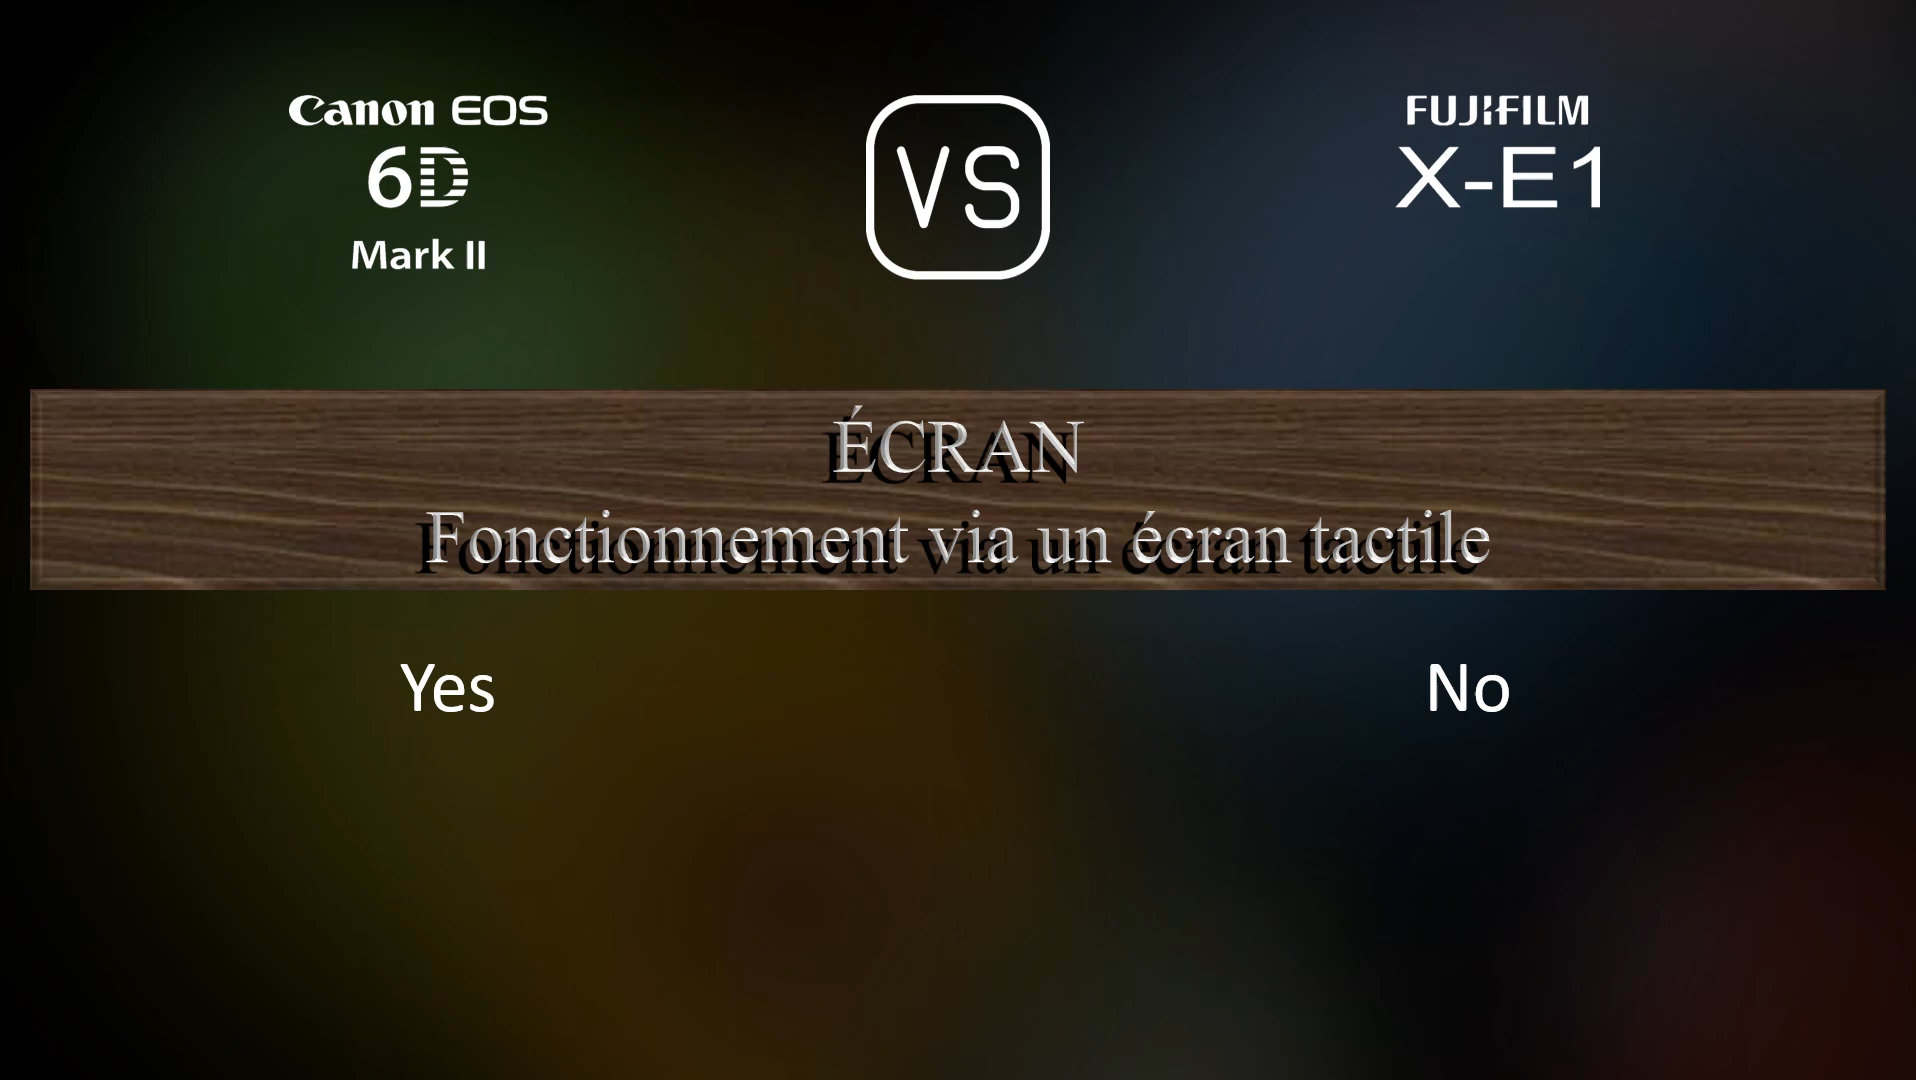 Canon EOS
6D
Mark II
VS
FUJIFILM
X-E1
ÉCRAN
Fonctionnement via un écran tactile
Yes
No